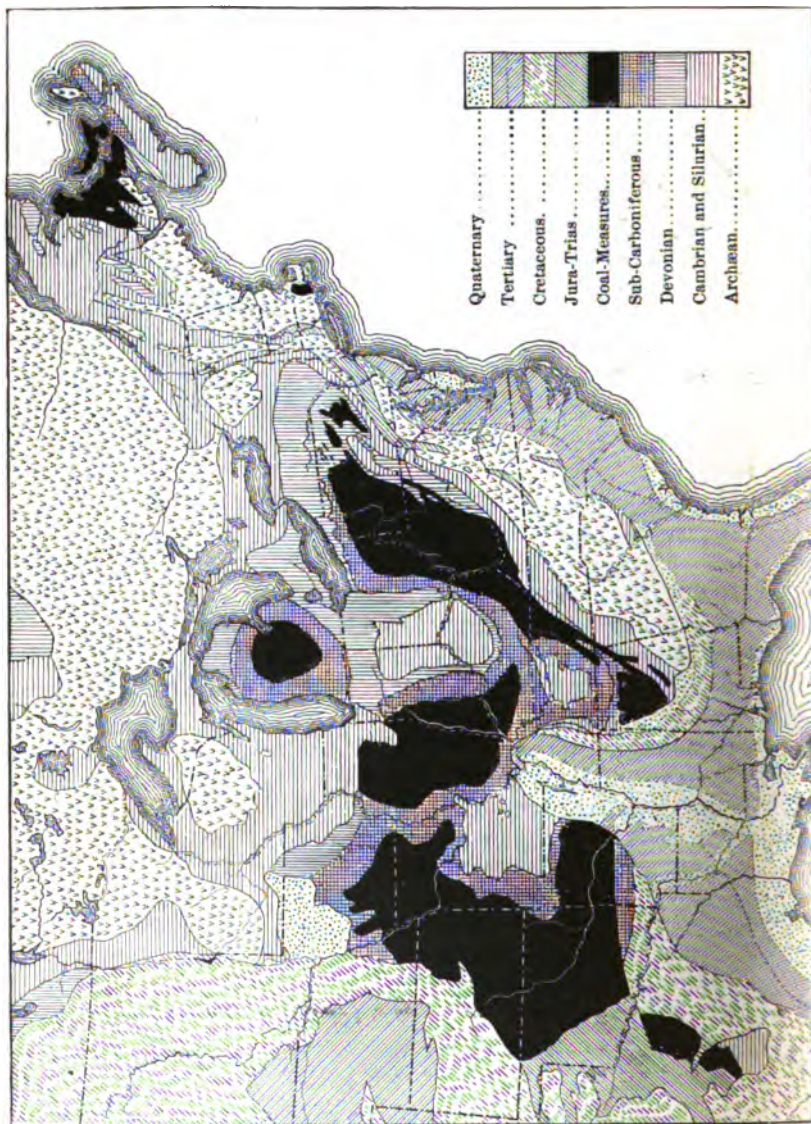 Quaternary ..........
Tertiary ..........
Cretaceous ..........
Jura-Trias ..........
Coal-Measures ..........
Sub-Carboniferous ......
Devonian ..........
Cambrian and Silurian ..
Archæan ..........